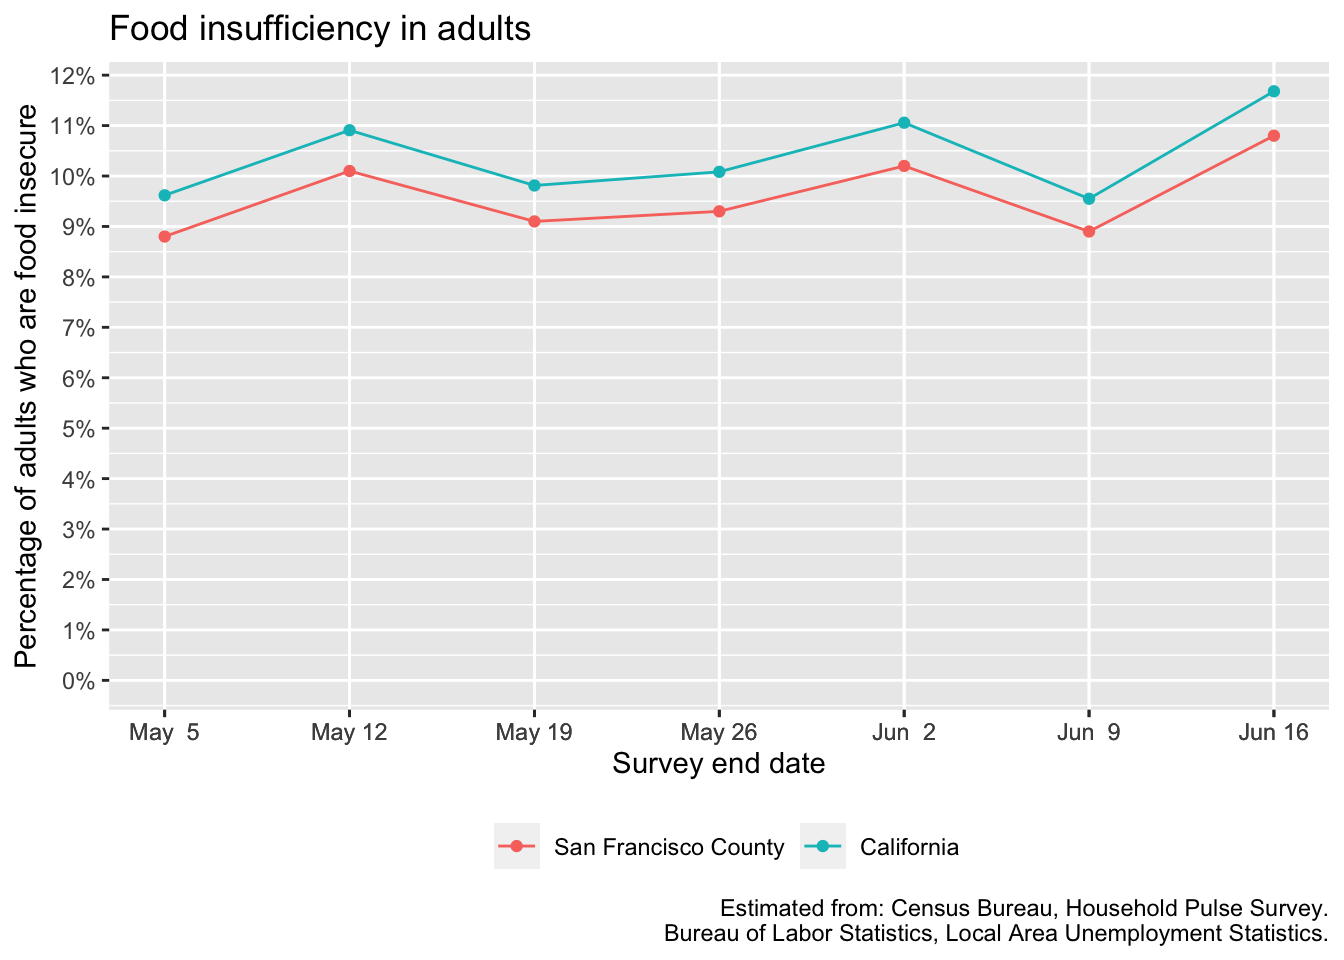 Food insufficiency in adults
Percentage of adults who are food insecure
12%
11%
10%
9%
8%
7%
6%
5%
4%
3%
2%
1%
0%
May 5 May 12 May 19 May 26 Jun 2 Jun 9 Jun 16
Survey end date
San Francisco County California
Estimated from: Census Bureau, Household Pulse Survey.
Bureau of Labor Statistics, Local Area Unemployment Statistics.